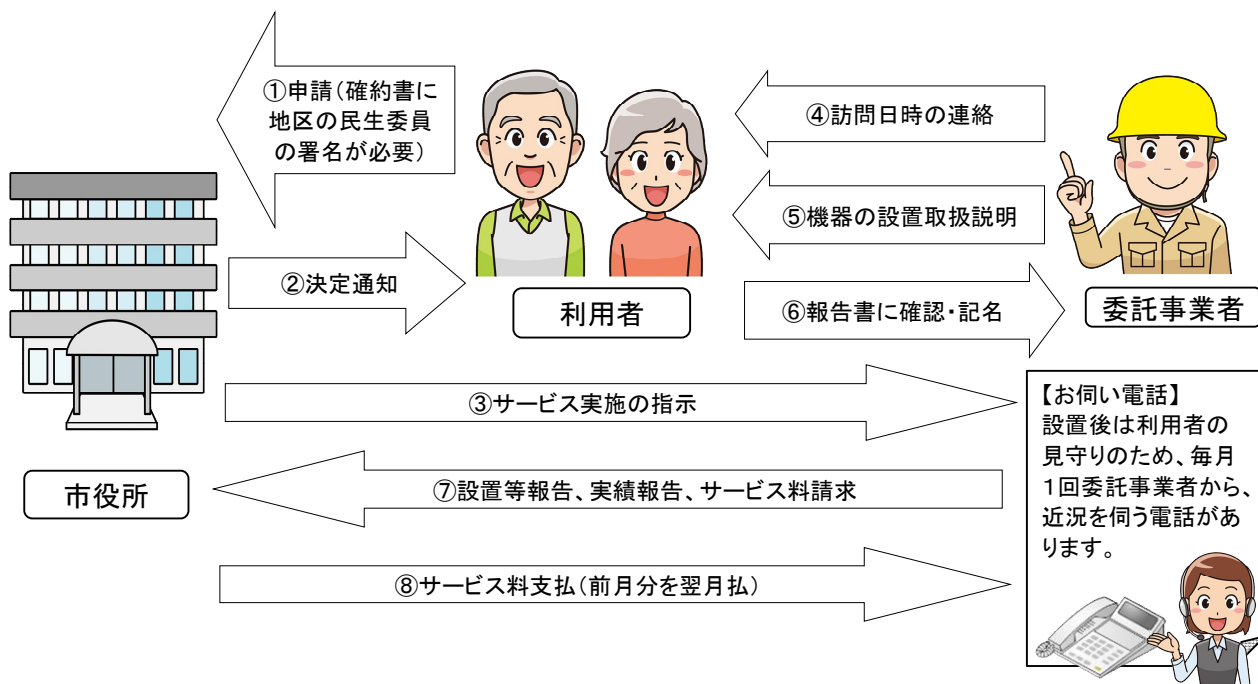 ①申請(確約書に
地区の民生委員
の署名が必要)
②決定通知
利用者
④訪問日時の連絡
⑤機器の設置取扱説明
⑥報告書に確認・記名
委託事業者
③サービス実施の指示
市役所
⑦設置等報告、実績報告、サービス料請求
⑧サービス料支払(前月分を翌月払)
【お伺い電話】
設置後は利用者の
見守りのため、毎月
1回委託事業者から、
近況を伺う電話があ
ります。